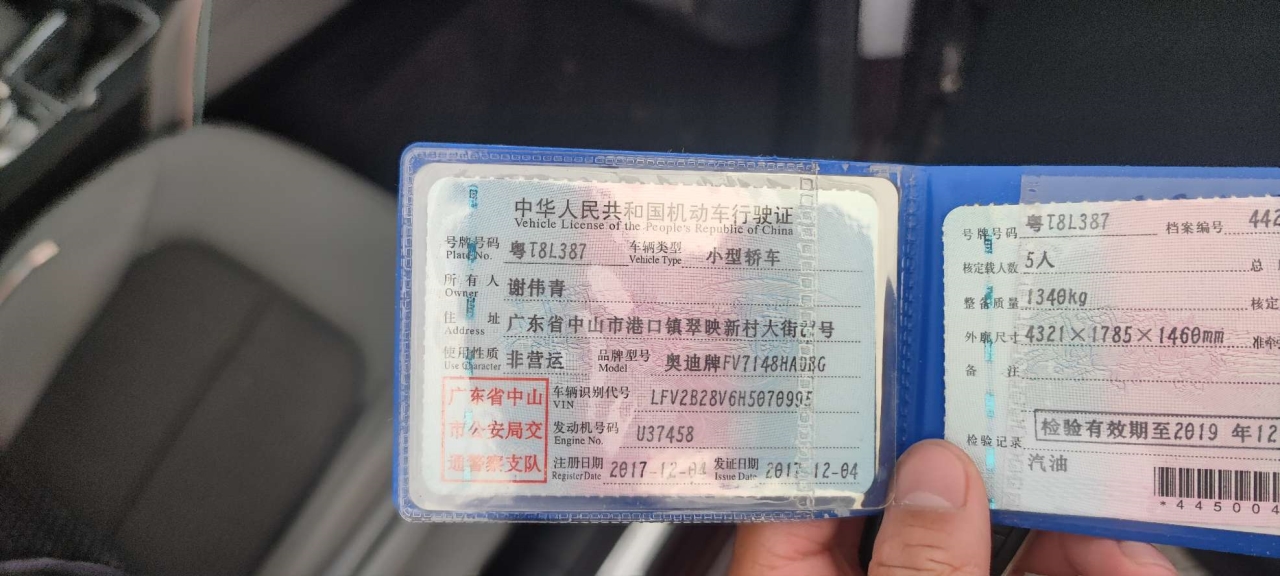 中华人民共和国机动车行驶证
Vehicle License of the People's Republic of China
号牌号码 粤T8L387 车辆类型 小型轿车
Plate No. Vehicle Type
所有人 谢伟青
Owner
住址 广东省中山市港口镇翠映新村大街 号
Address
使用性质 非营运 品牌型号 奥迪牌FV7148HADBG
Use Character Model
广东省中山
市公安局交
通警察支队
车辆识别代号 LFV2B28V6H5070995
VIN
发动机号码 U37458
Engine No.
注册日期 2017-12-04 发证日期 2017-12-04
Register Date Issue Date
号牌号码 粤T8L387 档案编号 442
核定载人数 5人 总
整备质量 1340kg 核定
外廓尺寸 4321×1785×1460mm 准牵
备注
检验记录 检验有效期至2019年12
汽油
*445004